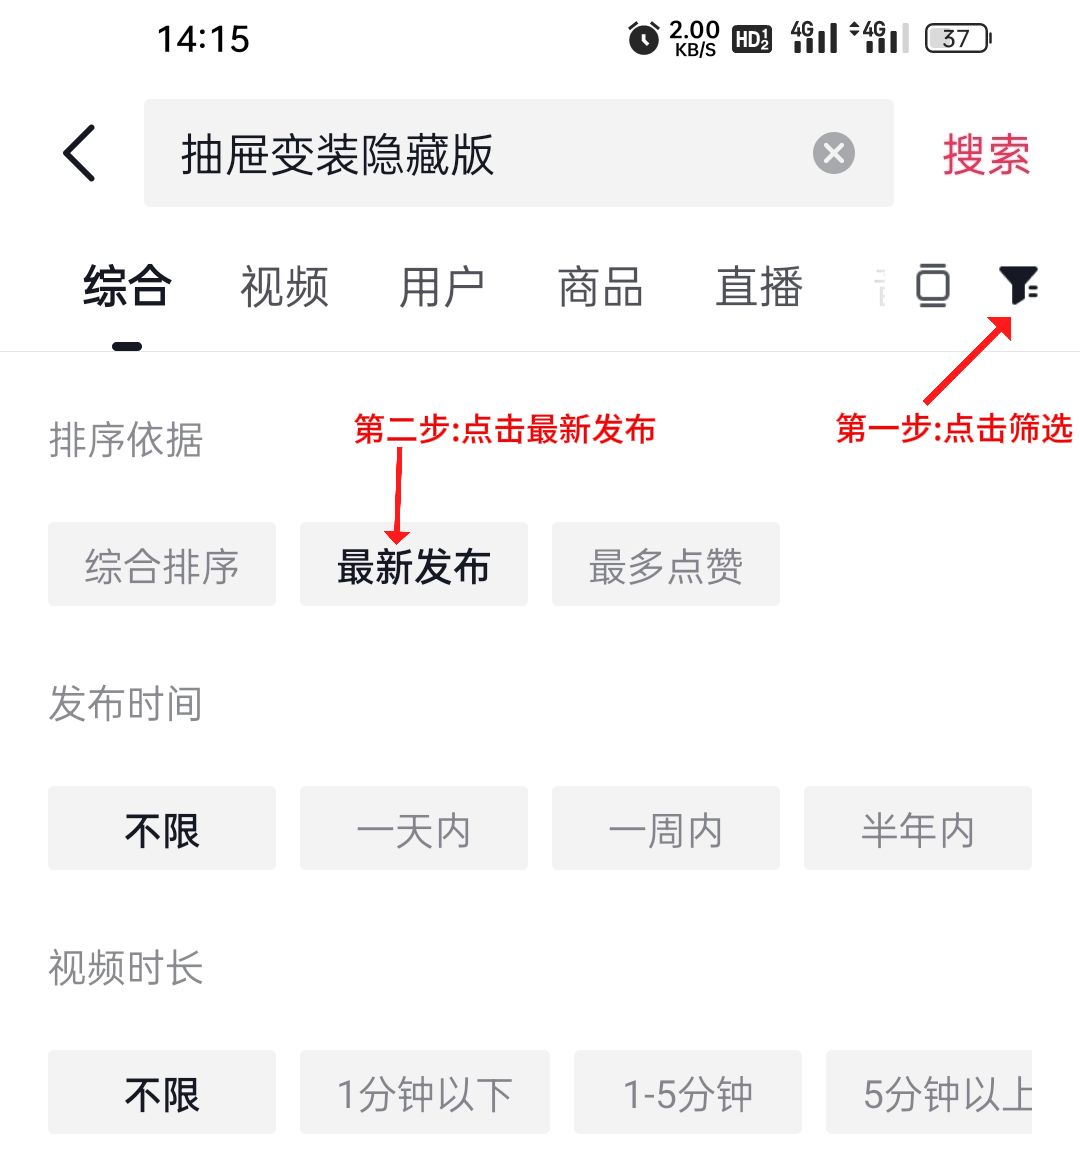 14:15
2.00
KB/S
HD 1 2
4G
4G
37
抽屉变装隐藏版
搜索
综合
视频
用户
商品
直播
第二步:点击最新发布
第一步:点击筛选
排序依据
综合排序
最新发布
最多点赞
发布时间
不限
一天内
一周内
半年内
视频时长
不限
1分钟以下
1-5分钟
5分钟以上